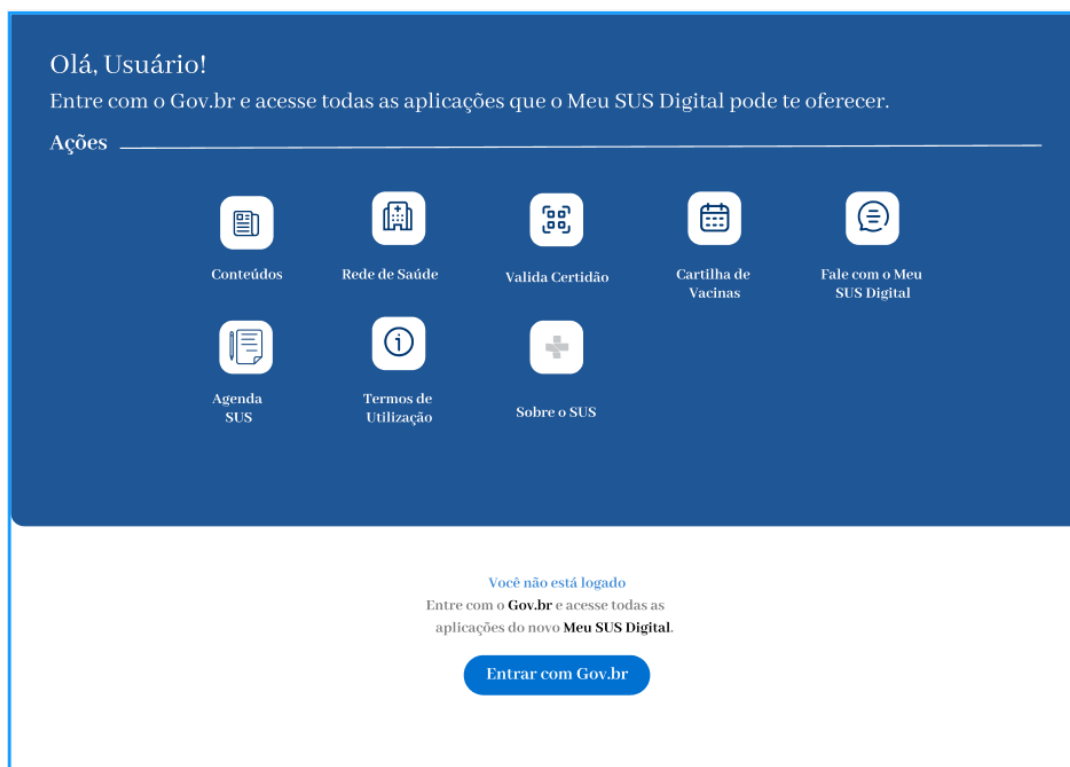 Olá, Usuário!
Entre com o Gov.br e acesse todas as aplicações que o Meu SUS Digital pode te oferecer.
Ações
Conteúdos
Rede de Saúde
Valida Certidão
Cartilha de
Vacinas
Fale com o Meu
SUS Digital
Agenda
SUS
Termos de
Utilização
Sobre o SUS
Você não está logado
Entre com o Gov.br e acesse todas as
aplicações do novo Meu SUS Digital.
Entrar com Gov.br